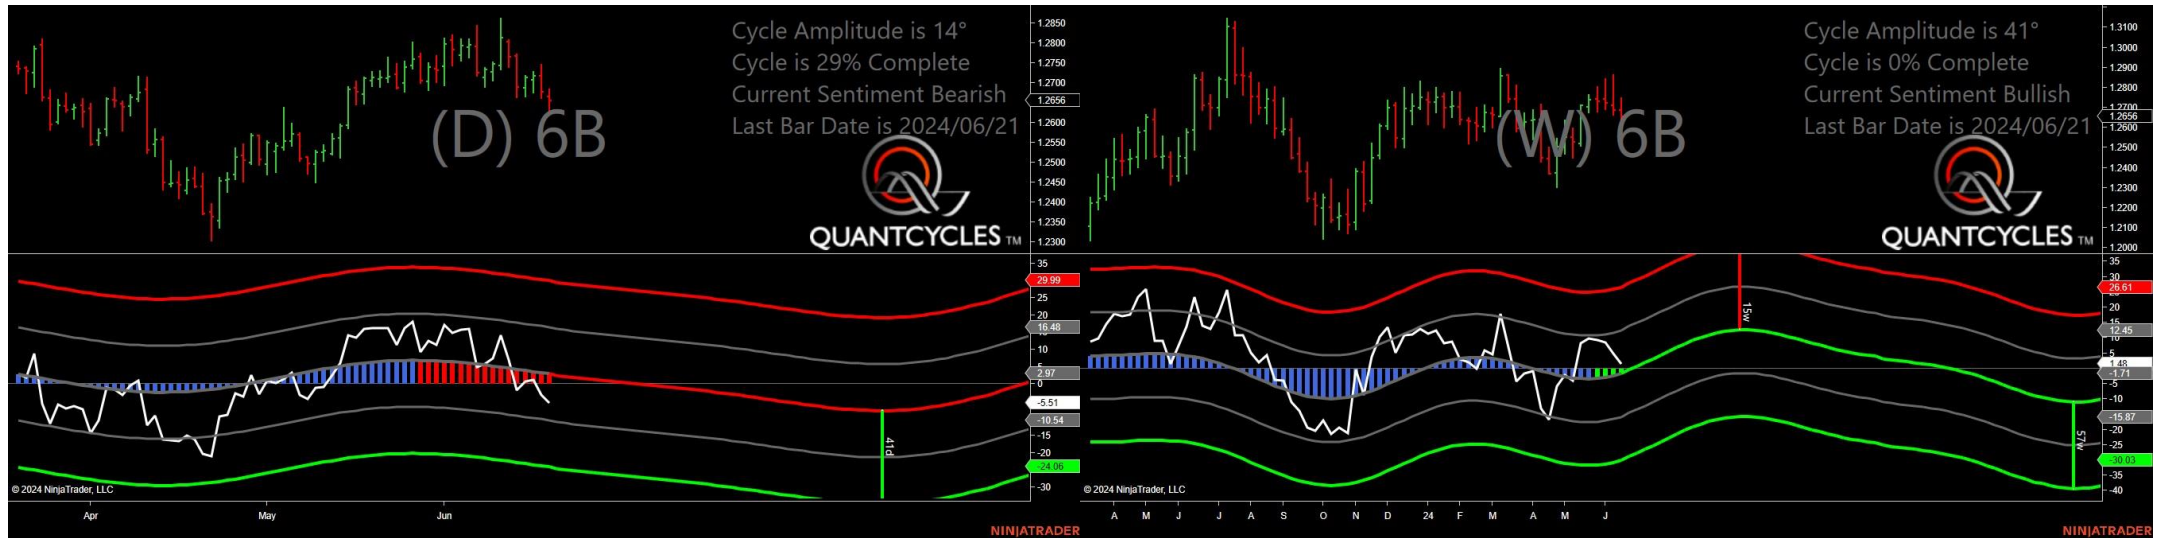 Cycle Amplitude is 14°
Cycle is 29% Complete
Current Sentiment Bearish
Last Bar Date is 2024/06/21
(D) 6B
QUANTCYCLES TM
1.2850
1.2800
1.2750
1.2700
1.2656
1.2600
1.2550
1.2500
1.2450
1.2400
1.2350
1.2300
35
29.99
25
20
16.48
10
5
2.97
0
-5.51
-10.54
-15
-20
-24.06
-30
41d
© 2024 NinjaTrader, LLC
Apr May Jun
NINJATRADER
Cycle Amplitude is 41°
Cycle is 0% Complete
Current Sentiment Bullish
Last Bar Date is 2024/06/21
(W) 6B
QUANTCYCLES TM
1.3100
1.3000
1.2900
1.2800
1.2700
1.2656
1.2600
1.2500
1.2400
1.2300
1.2200
1.2100
1.2000
35
30
26.61
20
15
12.45
5
1.48
-1.71
-5
-10
-15.87
-20
-25
-30.03
-35
-40
15w
57w
© 2024 NinjaTrader, LLC
A M J J A S O N D 24 F M A M J
NINJATRADER